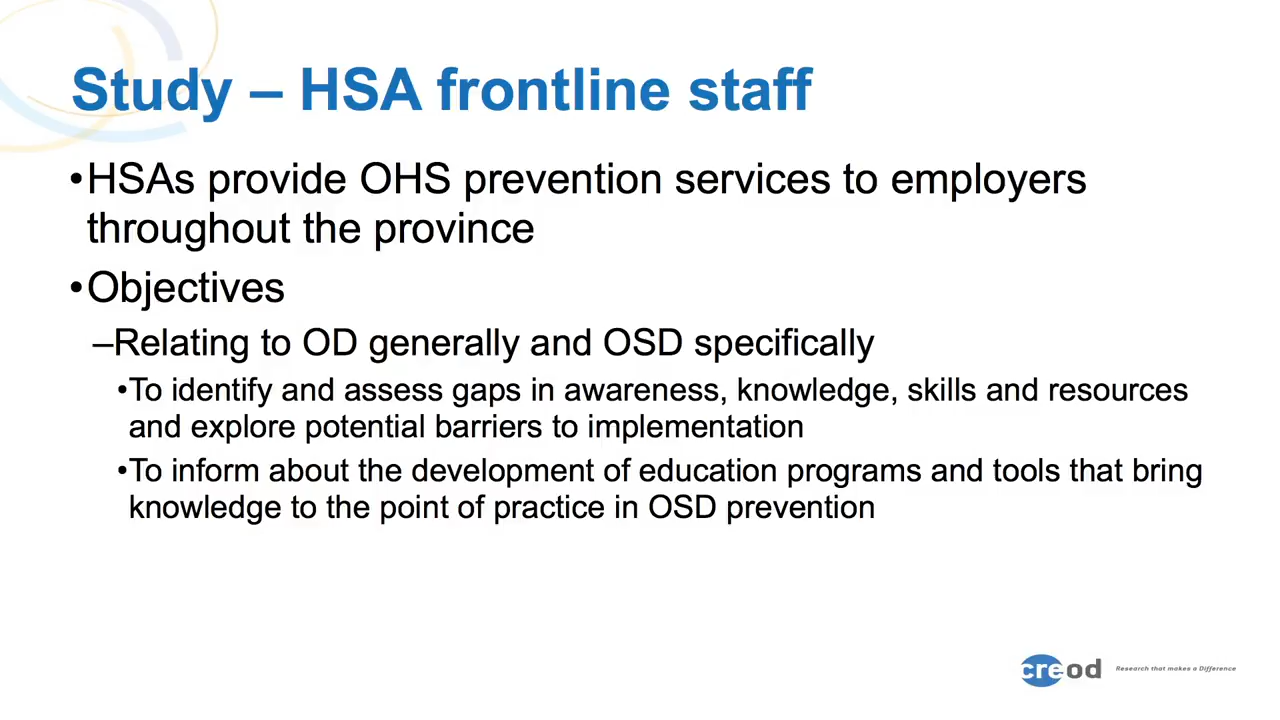 Study – HSA frontline staff
•HSAs provide OHS prevention services to employers
throughout the province
•Objectives
–Relating to OD generally and OSD specifically
•To identify and assess gaps in awareness, knowledge, skills and resources
and explore potential barriers to implementation
•To inform about the development of education programs and tools that bring
knowledge to the point of practice in OSD prevention
creod Research that makes a Difference